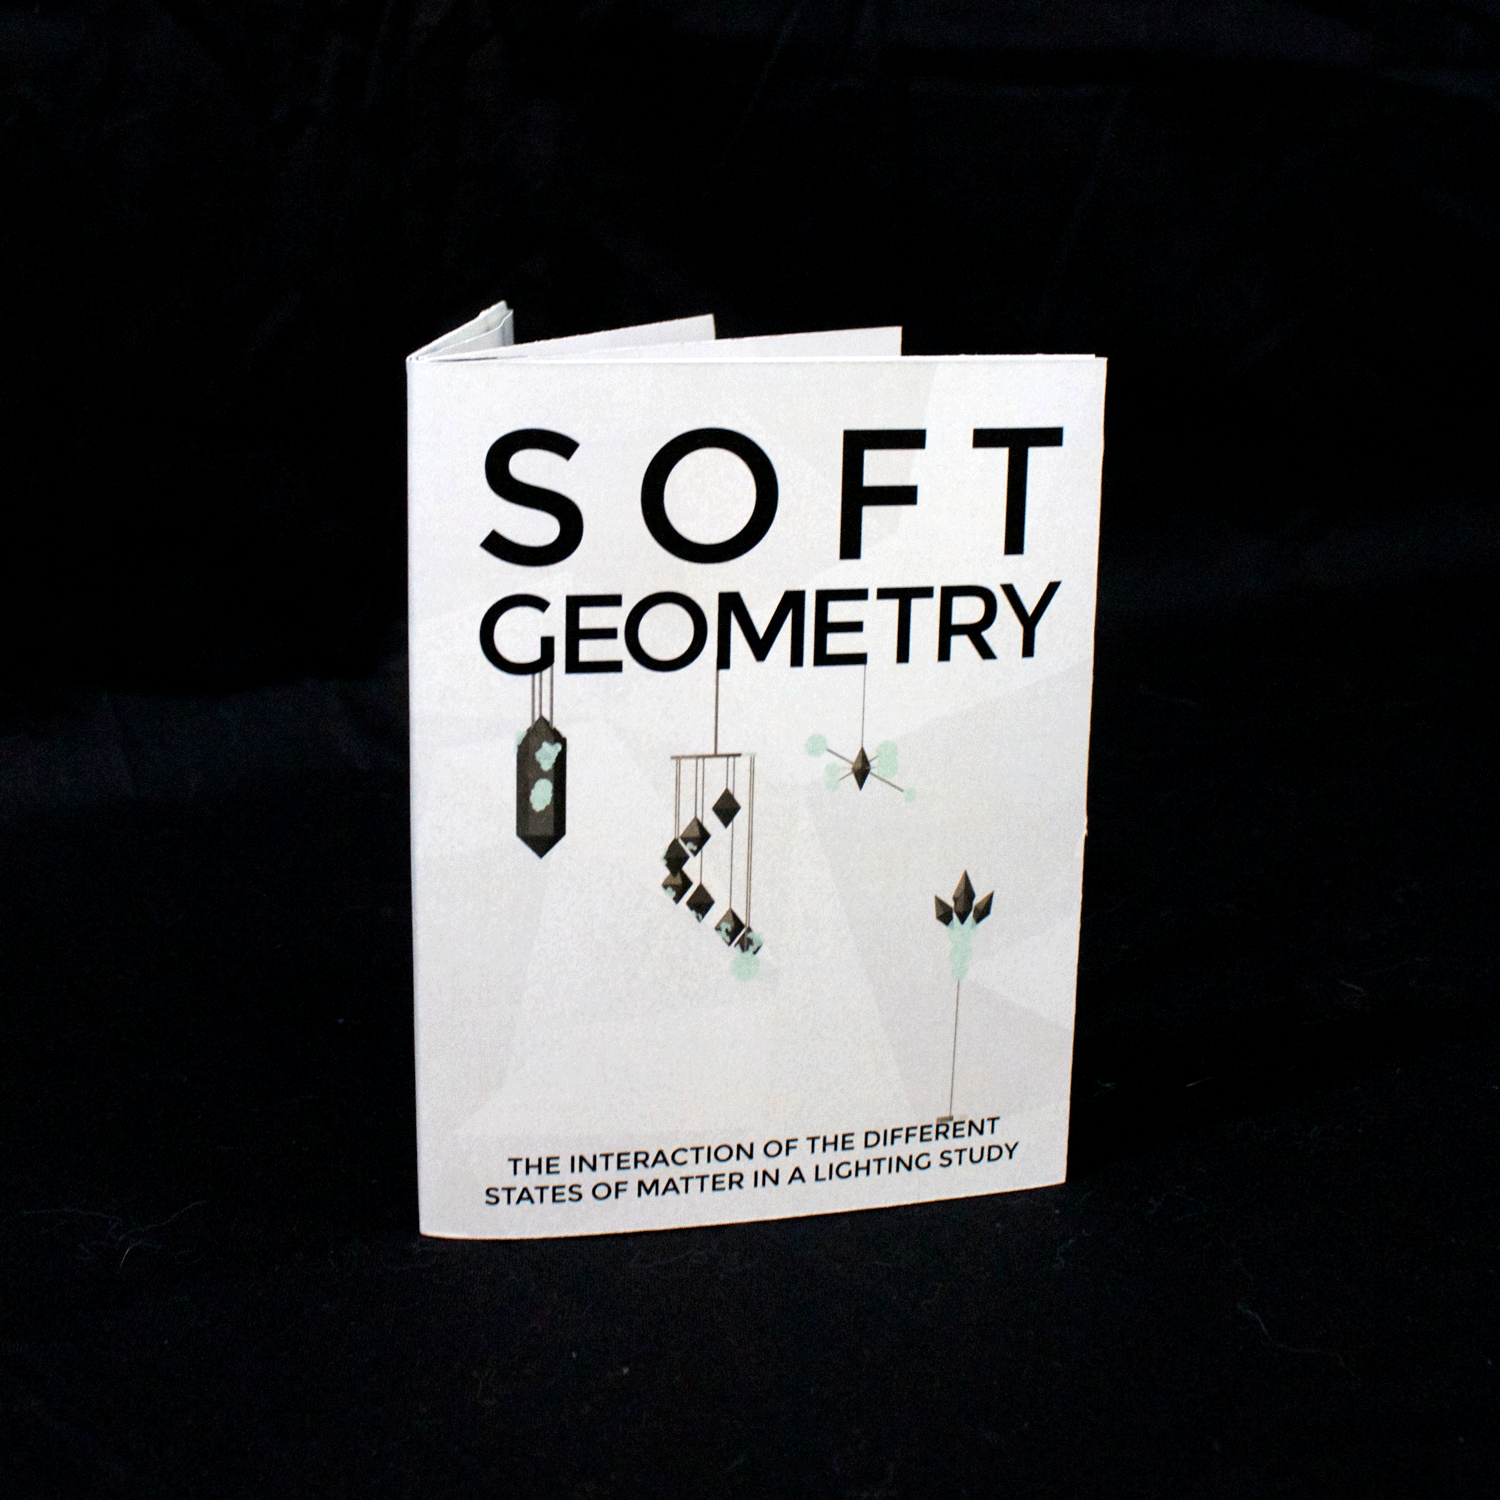 SOFT
GEOMETRY
THE INTERACTION OF THE DIFFERENT
STATES OF MATTER IN A LIGHTING STUDY